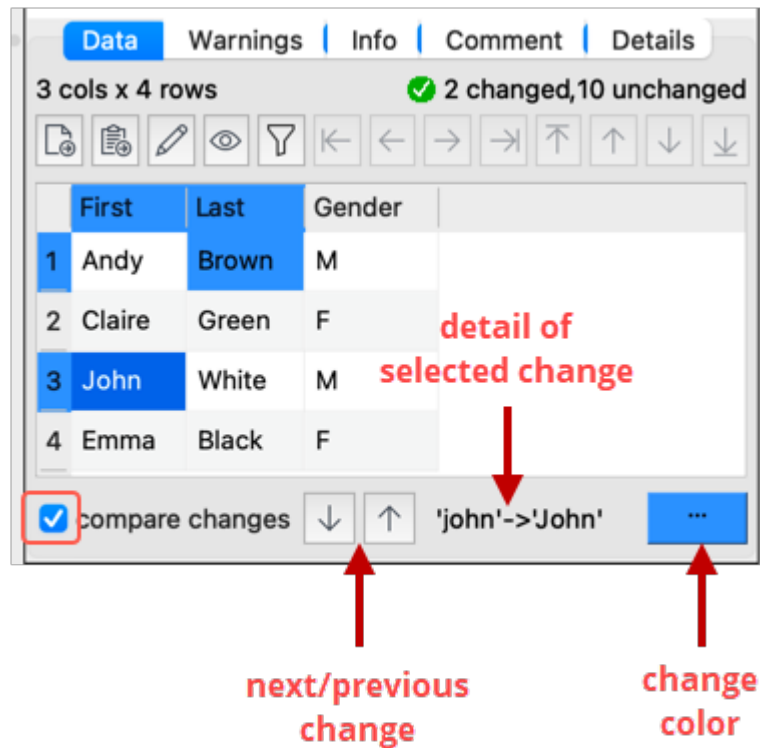 Data Warnings Info Comment Details
3 cols x 4 rows 2 changed,10 unchanged
First Last Gender
1 Andy Brown M
2 Claire Green F
3 John White M
4 Emma Black F
detail of
selected change
compare changes 'john'->'John' ...
next/previous
change
change
color